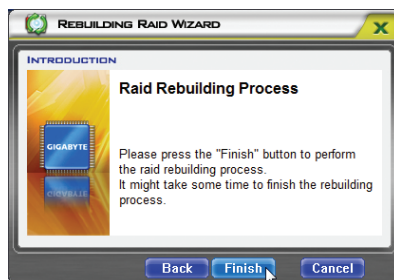 REBUILDING RAID WIZARD
X
INTRODUCTION
Raid Rebuilding Process
GIGABYTE
Please press the "Finish" button to perform
the raid rebuilding process.
It might take some time to finish the rebuilding
process.
Back Finish Cancel